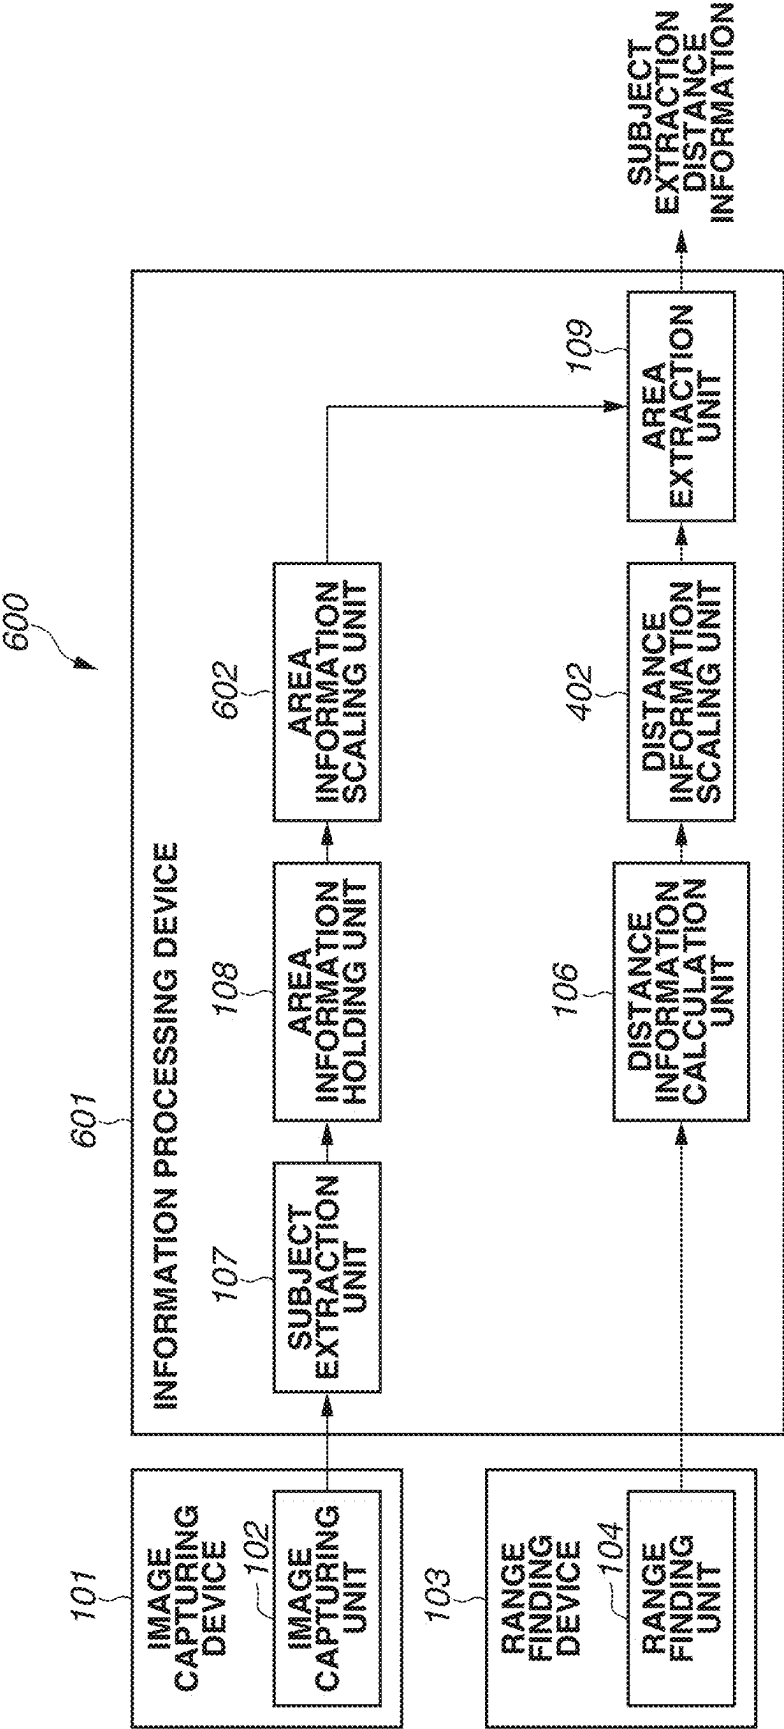 600
601
INFORMATION PROCESSING DEVICE
101
IMAGE
CAPTURING
DEVICE
102
IMAGE
CAPTURING
UNIT
107
SUBJECT
EXTRACTION
UNIT
108
AREA
INFORMATION
HOLDING UNIT
602
AREA
INFORMATION
SCALING UNIT
103
RANGE
FINDING
DEVICE
104
RANGE
FINDING
UNIT
106
DISTANCE
INFORMATION
CALCULATION
UNIT
402
DISTANCE
INFORMATION
SCALING UNIT
109
AREA
EXTRACTION
UNIT
SUBJECT
EXTRACTION
DISTANCE
INFORMATION